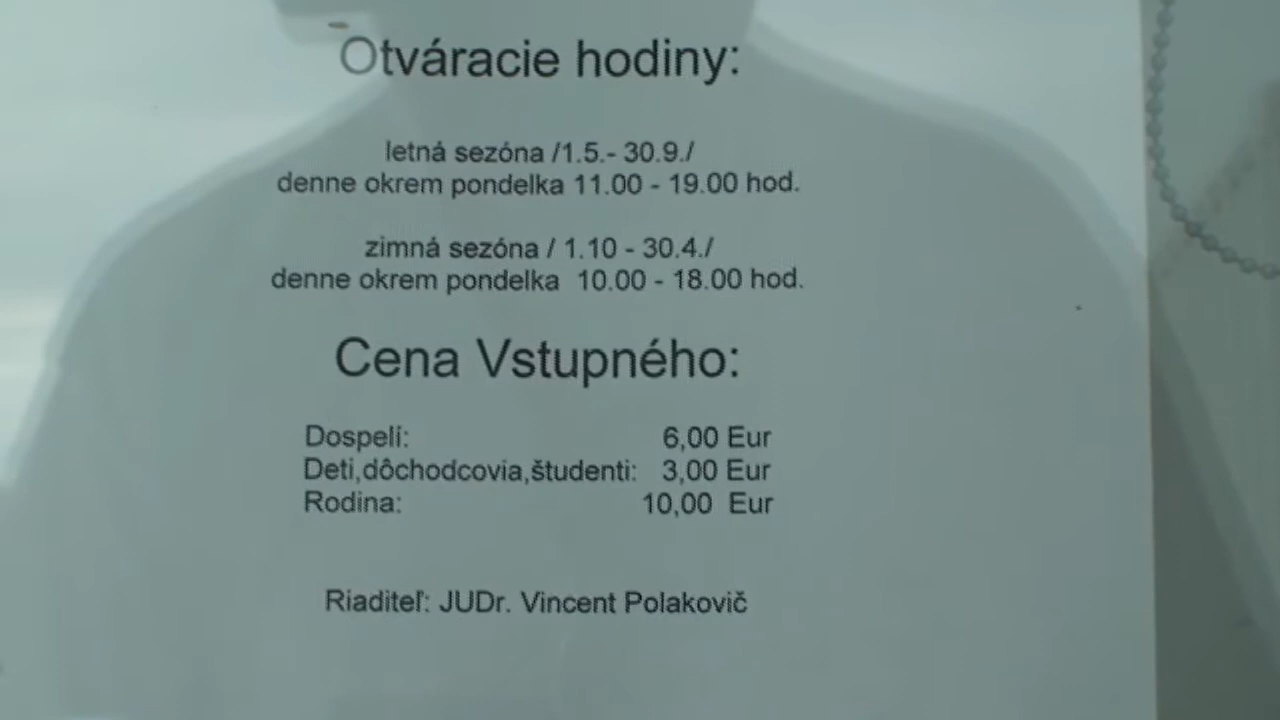 Otváracie hodiny:
letná sezóna /1.5.- 30.9./
denne okrem pondelka 11.00 - 19.00 hod.
zimná sezóna / 1.10 - 30.4./
denne okrem pondelka  10.00 - 18.00 hod.
Cena Vstupného:
Dospelí: 6,00 Eur
Deti,dôchodcovia,študenti: 3,00 Eur
Rodina: 10,00  Eur
Riaditeľ: JUDr. Vincent Polakovič